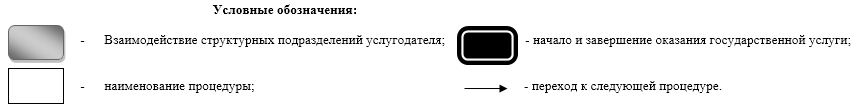 Условные обозначения:
- Взаимодействие структурных подразделений услугодателя; - начало и завершение оказания государственной услуги;
- наименование процедуры; - переход к следующей процедуре.